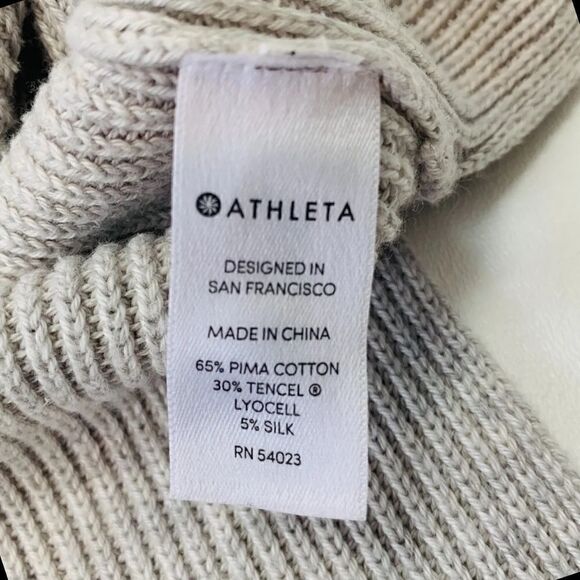 ATHLETA
DESIGNED IN
SAN FRANCISCO
MADE IN CHINA
65% PIMA COTTON
30% TENCEL ®
LYOCELL
5% SILK
RN 54023